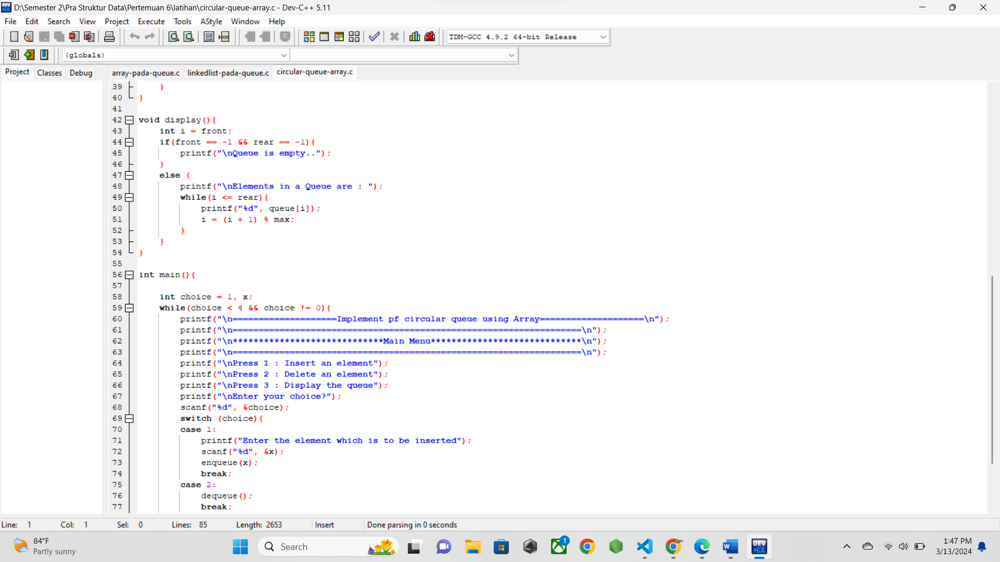 D:\Semester 2\Pra Struktur Data\Pertemuan 6\latihan\circular-queue-array.c - Dev-C++ 5.11
File Edit Search View Project Execute Tools AStyle Window Help
TDM-GCC 4.9.2 64-bit Release
(globals)
Project Classes Debug array-pada-queue.c linkedlist-pada-queue.c circular-queue-array.c
39 }
40 }
41
42 void display(){
43 int i = front;
44 if(front == -1 && rear == -1){
45 printf("\nQueue is empty..");
46 }
47 else {
48 printf("\nElements in a Queue are : ");
49 while(i <= rear){
50 printf("%d", queue[i]);
51 i = (i + 1) % max;
52 }
53 }
54 }
55
56 int main(){
57
58 int choice = 1, x;
59 while(choice < 4 && choice != 0){
60 printf("\n====================Implement pf circular queue using Array====================\n");
61 printf("\n===================================================================\n");
62 printf("\n*****************************Main Menu*****************************\n");
63 printf("\n===================================================================\n");
64 printf("\nPress 1 : Insert an element");
65 printf("\nPress 2 : Delete an element");
66 printf("\nPress 3 : Display the queue");
67 printf("\nEnter your choice?");
68 scanf("%d", &choice);
69 switch (choice){
70 case 1:
71 printf("Enter the element which is to be inserted");
72 scanf("%d", &x);
73 enqueue(x);
74 break;
75 case 2:
76 dequeue();
77 break;
Line: 1 Col: 1 Sel: 0 Lines: 85 Length: 2653 Insert Done parsing in 0 seconds
84°F
Partly sunny
Search
1
DEV C++
1:47 PM
3/13/2024